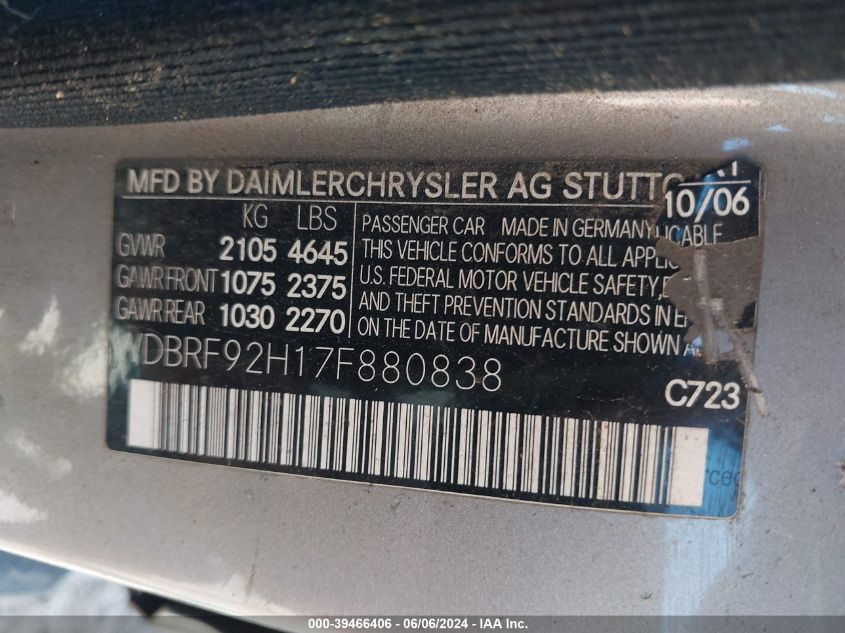 MFD BY DAIMLERCHRYSLER AG
10/06
KG LBS
GVWR 2105 4645
GAWR FRONT 1075 2375
GAWR REAR 1030 2270
PASSENGER CAR MADE IN GERMANY
THIS VEHICLE CONFORMS TO ALL
U.S. FEDERAL MOTOR VEHICLE SAFETY,
AND THEFT PREVENTION STANDARDS IN
ON THE DATE OF MANUFACTURE SHOWN
WDBRF92H17F880838
C723
000-39466406 - 06/06/2024 - IAA Inc.